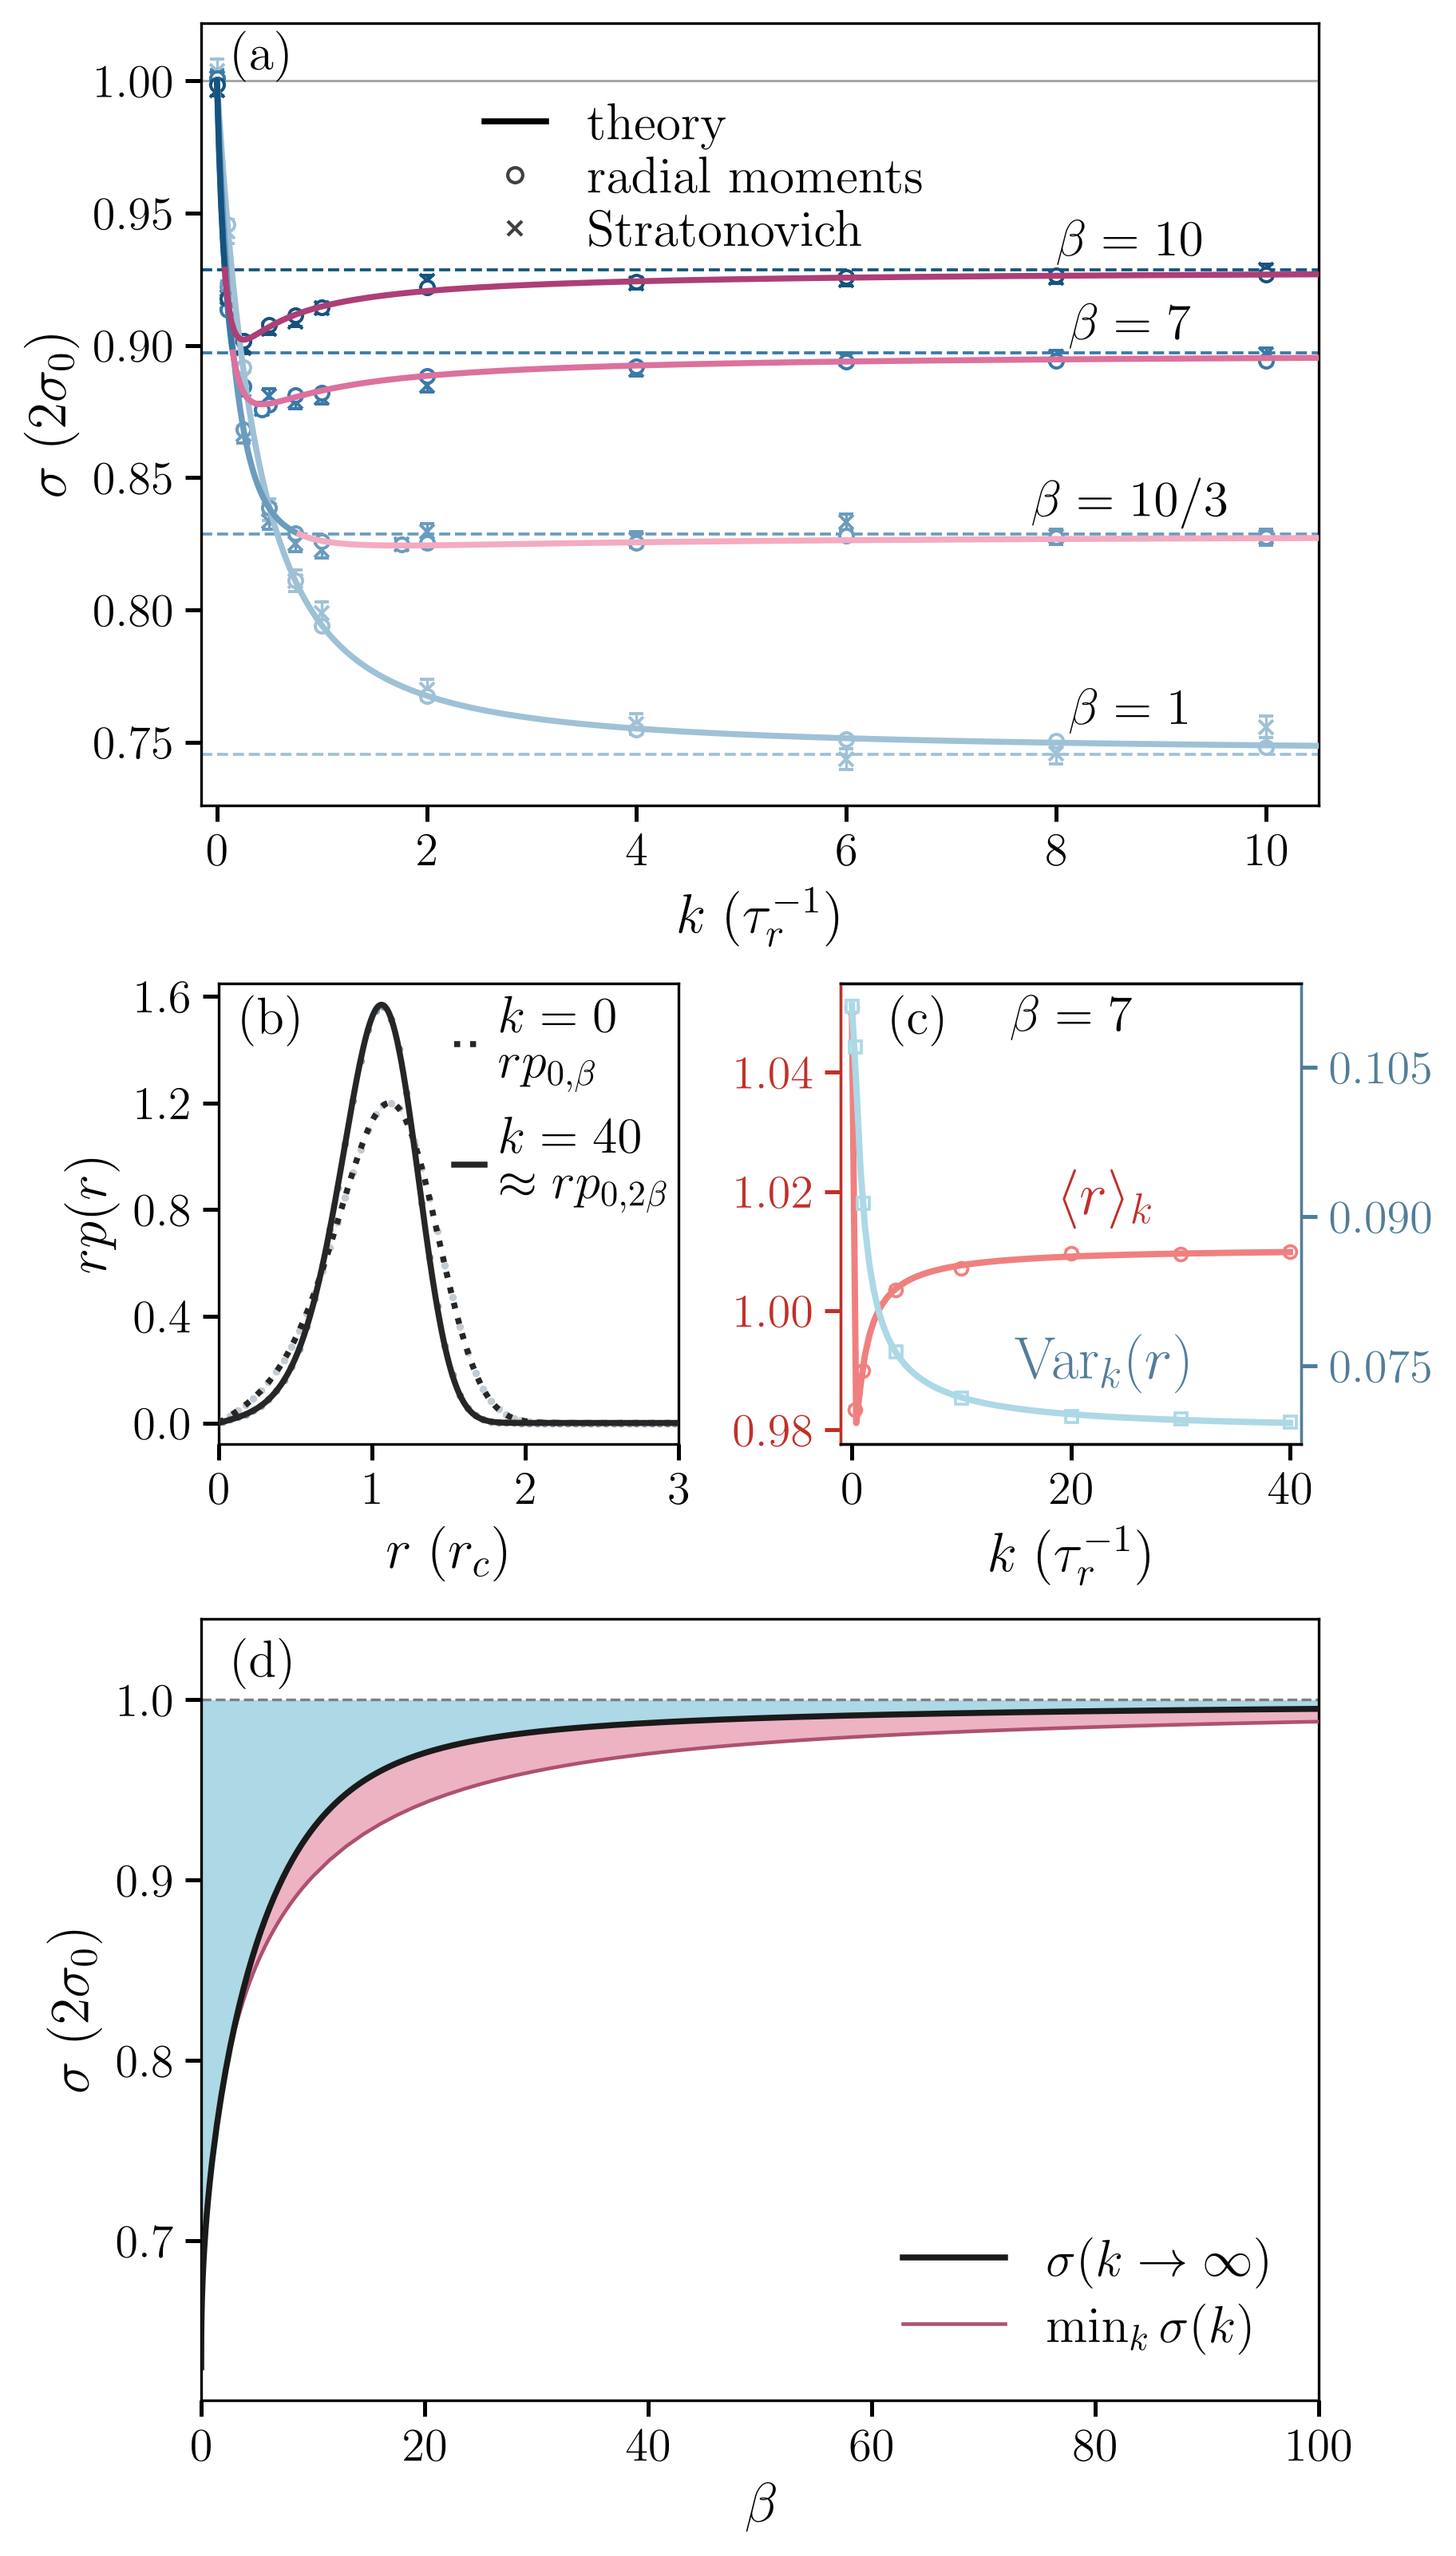 (a)
1.00
0.95
0.90
0.85
0.80
0.75
σ (2σ₀)
theory
radial moments
Stratonovich
β = 10
β = 7
β = 10/3
β = 1
0 2 4 6 8 10
k (τᵣ⁻¹)
(b)
1.6
1.2
0.8
0.4
0.0
rp(r)
k = 0
rp₀,ᵦ
k = 40
≈ rp₀,₂ᵦ
0 1 2 3
r (r_c)
(c)
β = 7
1.04
1.02
1.00
0.98
⟨r⟩ₖ
Varₖ(r)
0.105
0.090
0.075
0 20 40
k (τᵣ⁻¹)
(d)
1.0
0.9
0.8
0.7
σ (2σ₀)
σ(k → ∞)
minₖ σ(k)
0 20 40 60 80 100
β